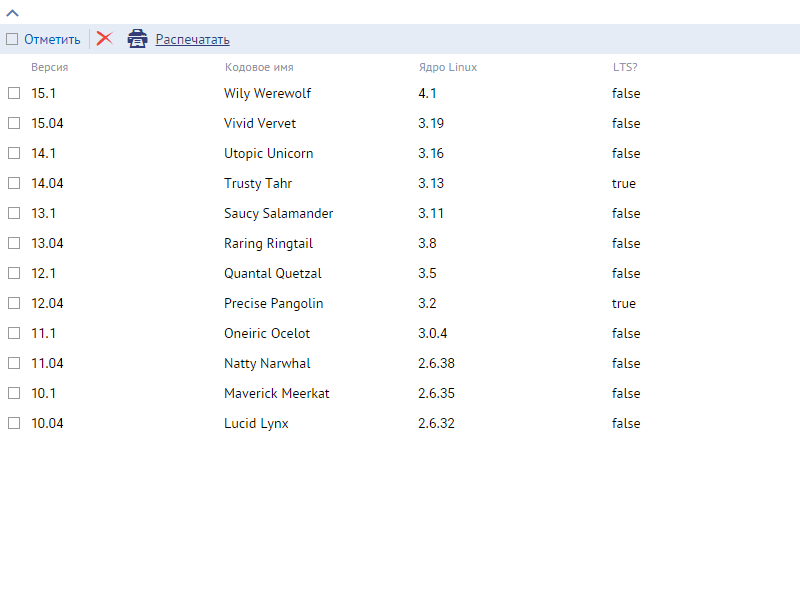 Отметить Распечатать
Версия Кодовое имя Ядро Linux LTS?
15.1 Wily Werewolf 4.1 false
15.04 Vivid Vervet 3.19 false
14.1 Utopic Unicorn 3.16 false
14.04 Trusty Tahr 3.13 true
13.1 Saucy Salamander 3.11 false
13.04 Raring Ringtail 3.8 false
12.1 Quantal Quetzal 3.5 false
12.04 Precise Pangolin 3.2 true
11.1 Oneiric Ocelot 3.0.4 false
11.04 Natty Narwhal 2.6.38 false
10.1 Maverick Meerkat 2.6.35 false
10.04 Lucid Lynx 2.6.32 false